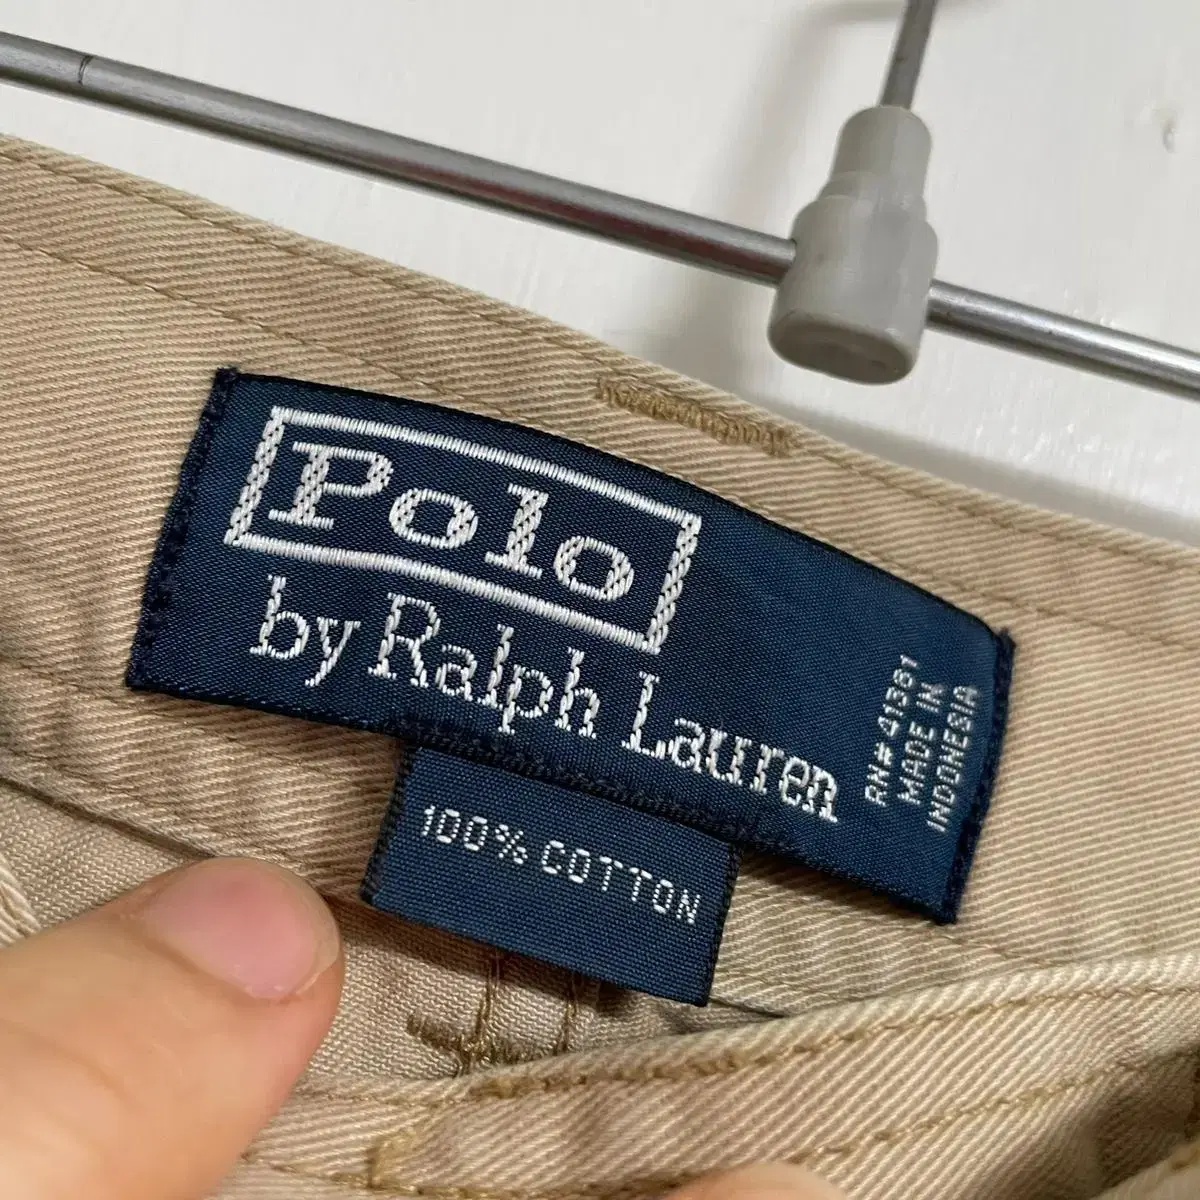 Polo
by Ralph Lauren
RN# 41381
MADE IN
INDONESIA
100% COTTON